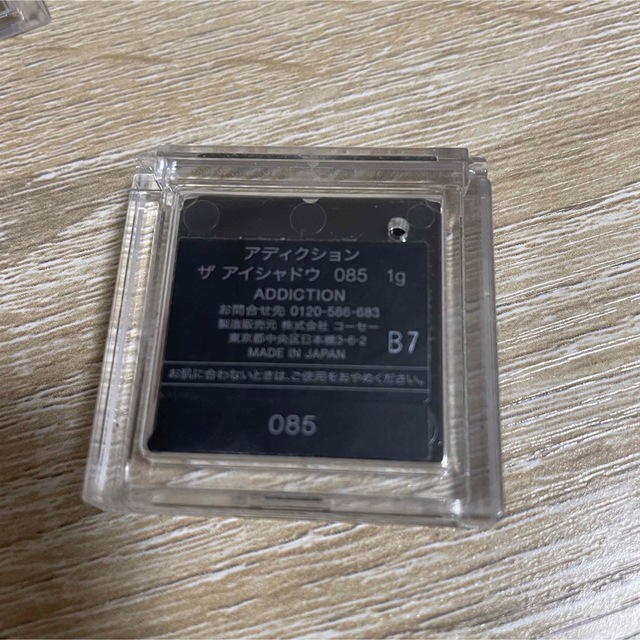 アディクション
ザ アイシャドウ 085 1g
ADDICTION
お問合せ先 0120-586-683
製造販売元 株式会社 コーセー
東京都中央区日本橋3-6-2
MADE IN JAPAN
B7
お肌に合わないときは、ご使用をおやめください。
085